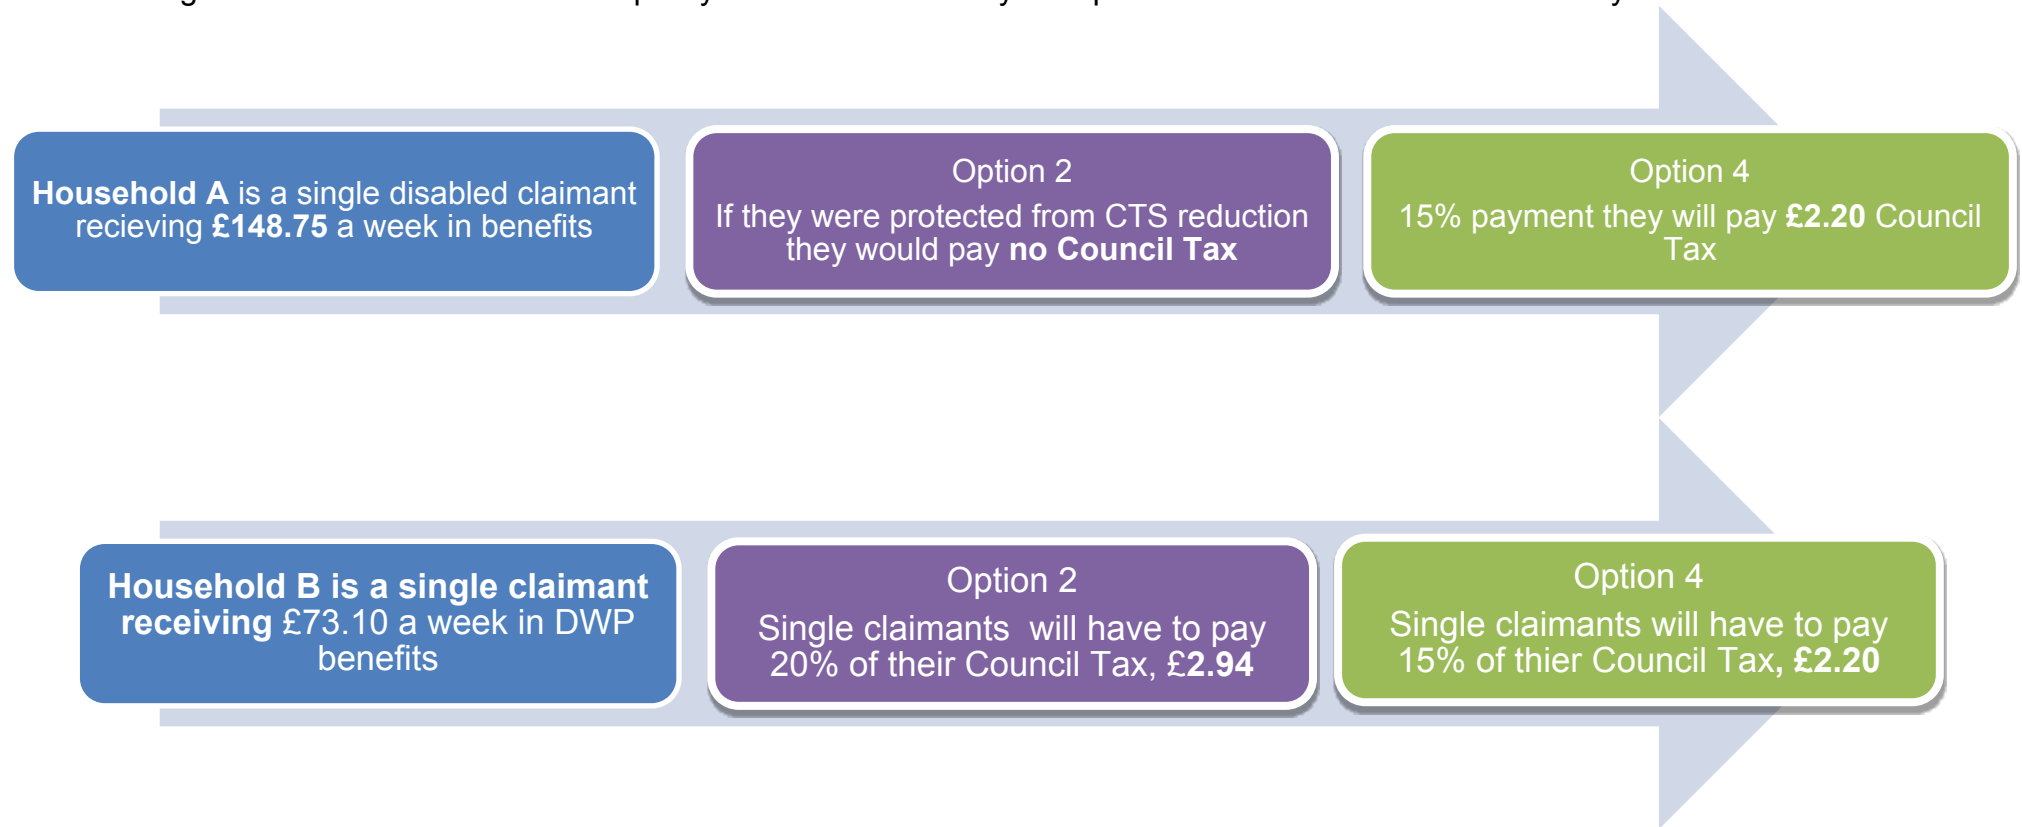 Household A is a single disabled claimant
recieving £148.75 a week in benefits
Option 2
If they were protected from CTS reduction
they would pay no Council Tax
Option 4
15% payment they will pay £2.20 Council
Tax
Household B is a single claimant
receiving £73.10 a week in DWP
benefits
Option 2
Single claimants  will have to pay
20% of their Council Tax, £2.94
Option 4
Single claimants will have to pay
15% of thier Council Tax, £2.20